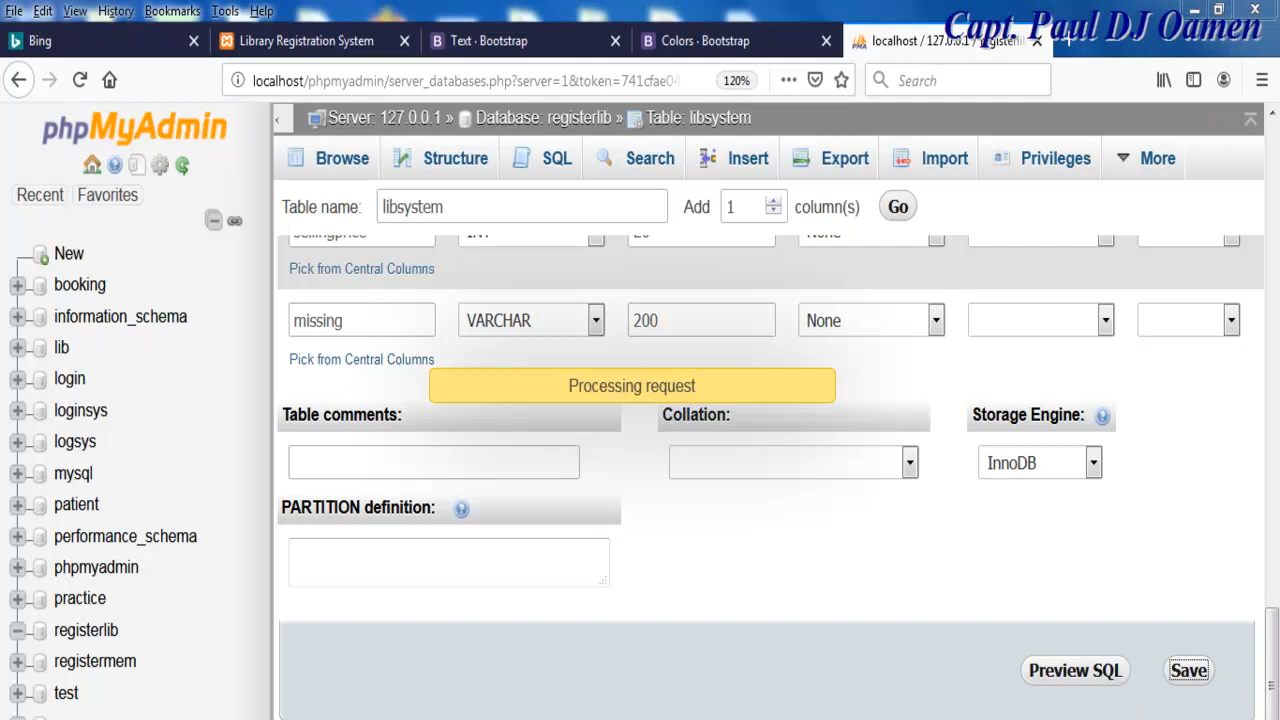 File Edit View History Bookmarks Tools Help
Capt. Paul DJ Oamen
Bing
Library Registration System
Text · Bootstrap
Colors · Bootstrap
localhost / 127.0.0.1 / registerlib
localhost/phpmyadmin/server_databases.php?server=1&token=741cfae04
120%
Search
phpMyAdmin
Recent Favorites
New
booking
information_schema
lib
login
loginsys
logsys
mysql
patient
performance_schema
phpmyadmin
practice
registerlib
registermem
test
Server: 127.0.0.1 » Database: registerlib » Table: libsystem
Browse Structure SQL Search Insert Export Import Privileges More
Table name: libsystem Add 1 column(s) Go
sellingprice INT 20 None
Pick from Central Columns
missing VARCHAR 200 None
Pick from Central Columns
Processing request
Table comments: Collation: Storage Engine:
InnoDB
PARTITION definition:
Preview SQL Save